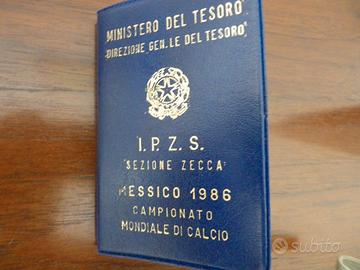 MINISTERO DEL TESORO
DIREZIONE GEN.LE DEL TESORO
I.P.Z.S.
SEZIONE ZECCA
MESSICO 1986
CAMPIONATO
MONDIALE DI CALCIO
subito